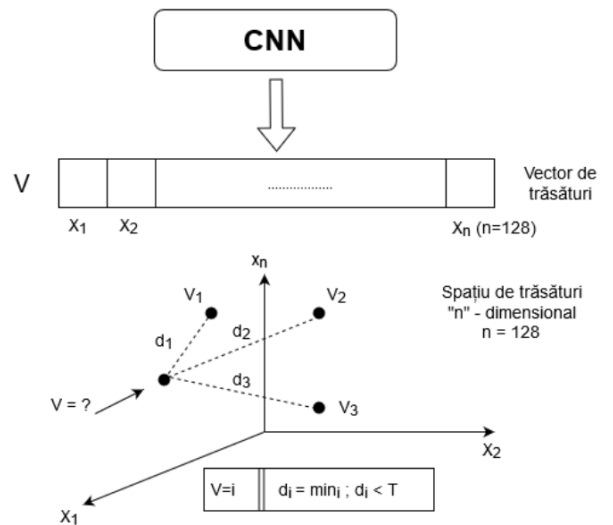 CNN
V
..................
Vector de
trăsături
X1
X2
Xn (n=128)
xn
Spațiu de trăsături
"n" - dimensional
n = 128
V1
V2
d1
d2
d3
V = ?
V3
X2
V=i
di = mini ; di < T
X1